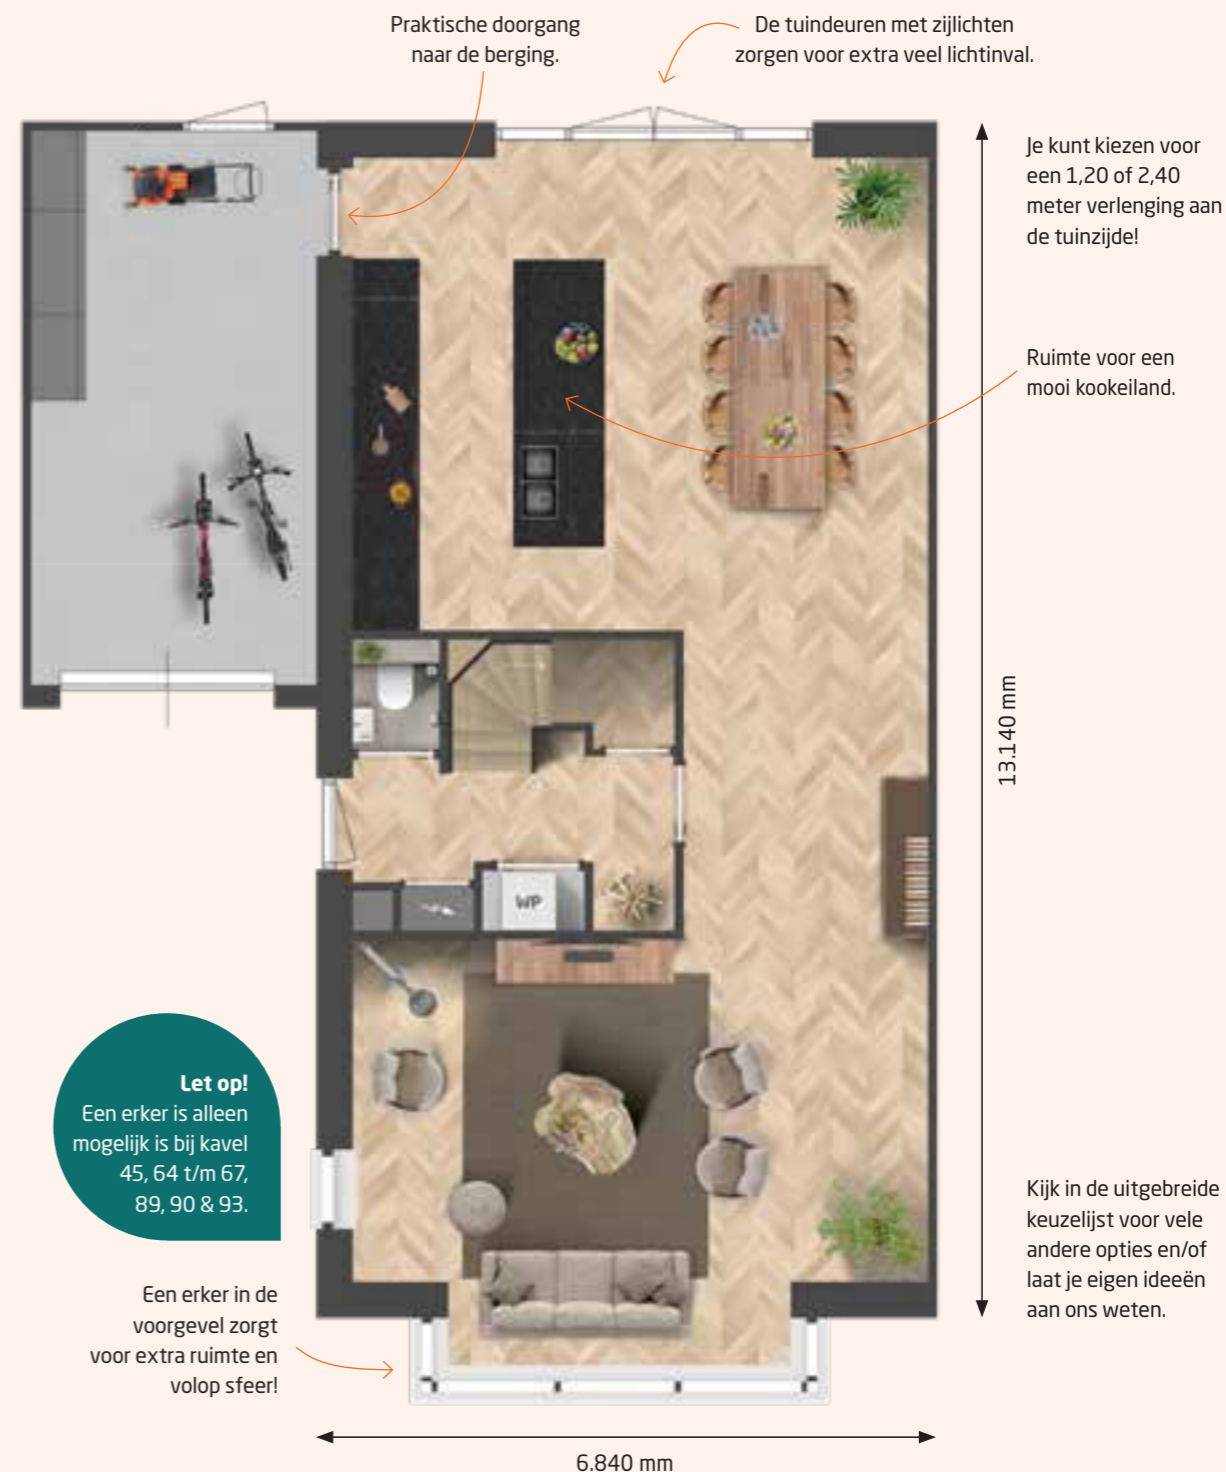 Praktische doorgang
naar de berging.
De tuindeuren met zijlichten
zorgen voor extra veel lichtinval.
Je kunt kiezen voor
een 1,20 of 2,40
meter verlenging aan
de tuinzijde!
Ruimte voor een
mooi kookeiland.
13.140 mm
WP
Let op!
Een erker is alleen
mogelijk is bij kavel
45, 64 t/m 67,
89, 90 & 93.
Kijk in de uitgebreide
keuzelijst voor vele
andere opties en/of
laat je eigen ideeën
aan ons weten.
Een erker in de
voorgevel zorgt
voor extra ruimte en
volop sfeer!
6.840 mm